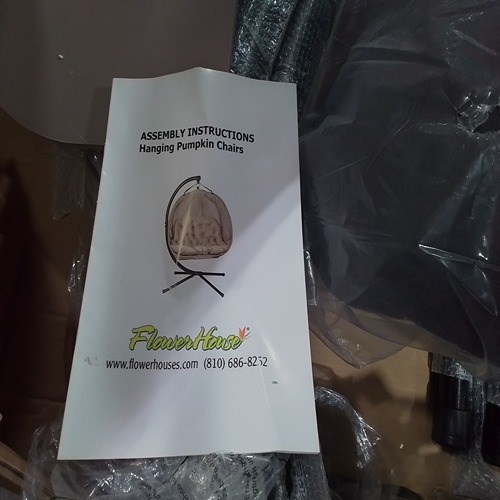 ASSEMBLY INSTRUCTIONS
Hanging Pumpkin Chairs
FlowerHouse®
www.flowerhouses.com (810) 686-8252